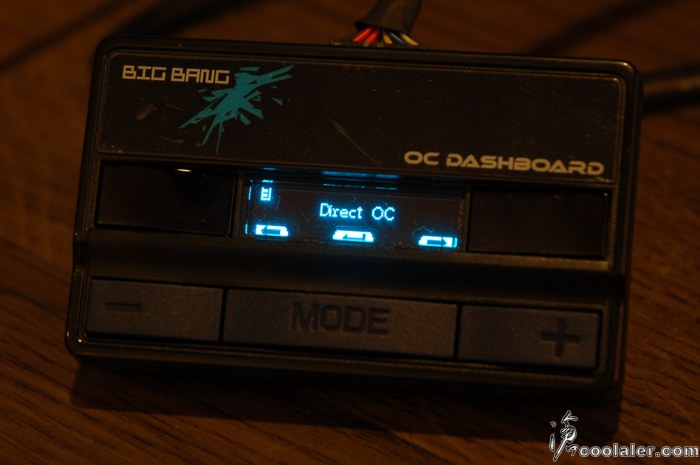 BIG BANG
OC DASHBOARD
Direct OC
− MODE +
coolaler.com